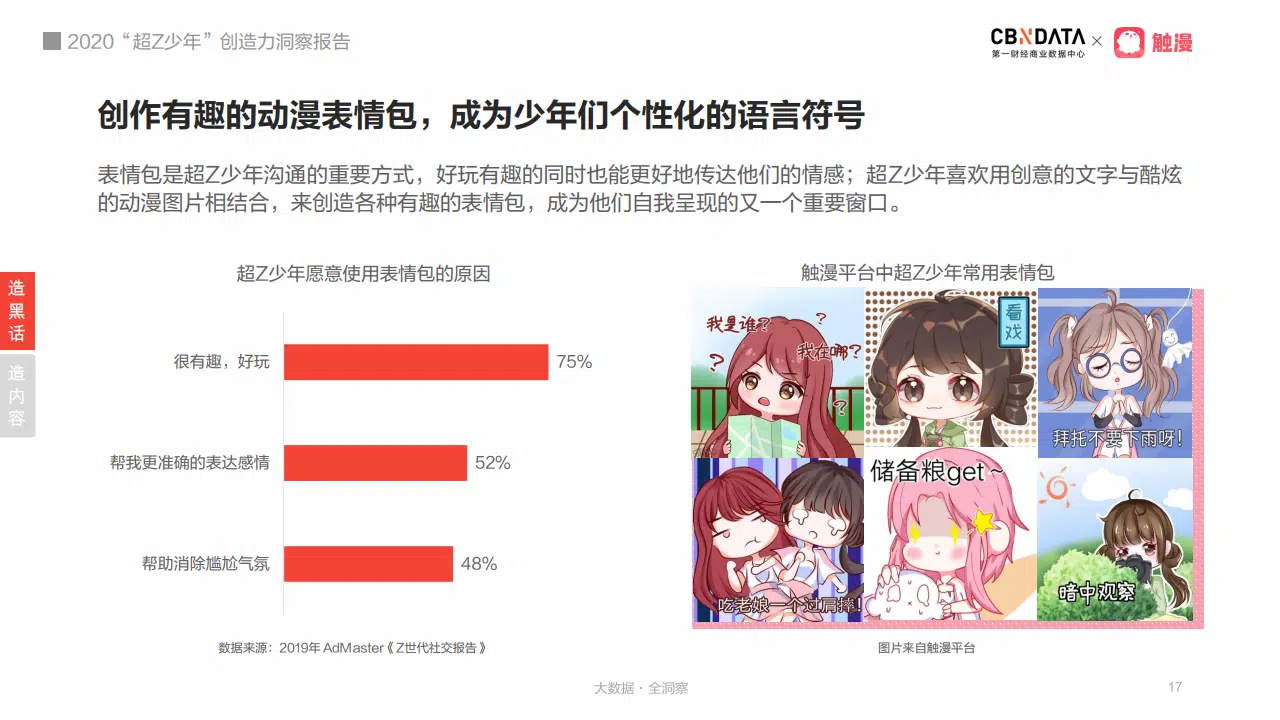 2020“超Z少年”创造力洞察报告
CBNDATA
第一财经商业数据中心
×
触漫
创作有趣的动漫表情包，成为少年们个性化的语言符号
表情包是超Z少年沟通的重要方式，好玩有趣的同时也能更好地传达他们的情感；超Z少年喜欢用创意的文字与酷炫
的动漫图片相结合，来创造各种有趣的表情包，成为他们自我呈现的又一个重要窗口。
造黑话
造内容
超Z少年愿意使用表情包的原因
很有趣，好玩
75%
帮我更准确的表达感情
52%
帮助消除尴尬气氛
48%
数据来源：2019年 AdMaster《Z世代社交报告》
触漫平台中超Z少年常用表情包
我是谁？
？
我在哪？
？
？
看戏
拜托不要下雨呀！
吃老娘一个过肩摔！
储备粮get～
暗中观察
图片来自触漫平台
大数据·全洞察
17